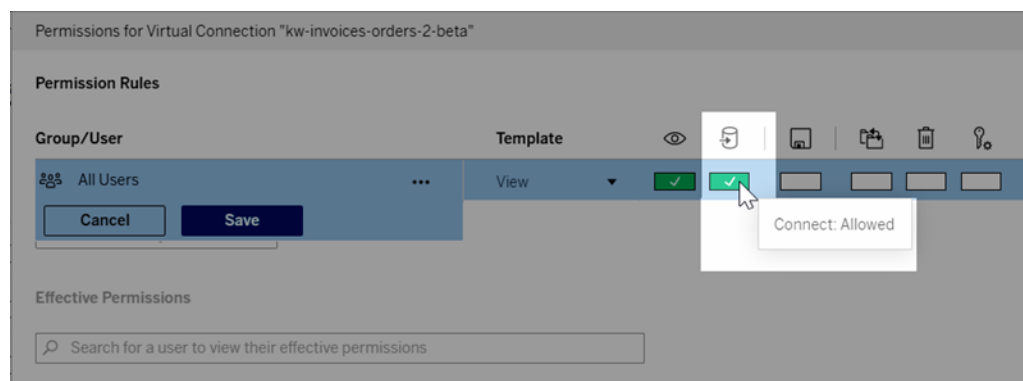 Permissions for Virtual Connection "kw-invoices-orders-2-beta"
Permission Rules
Group/User Template
All Users ••• View
Cancel Save
Connect: Allowed
Effective Permissions
Search for a user to view their effective permissions